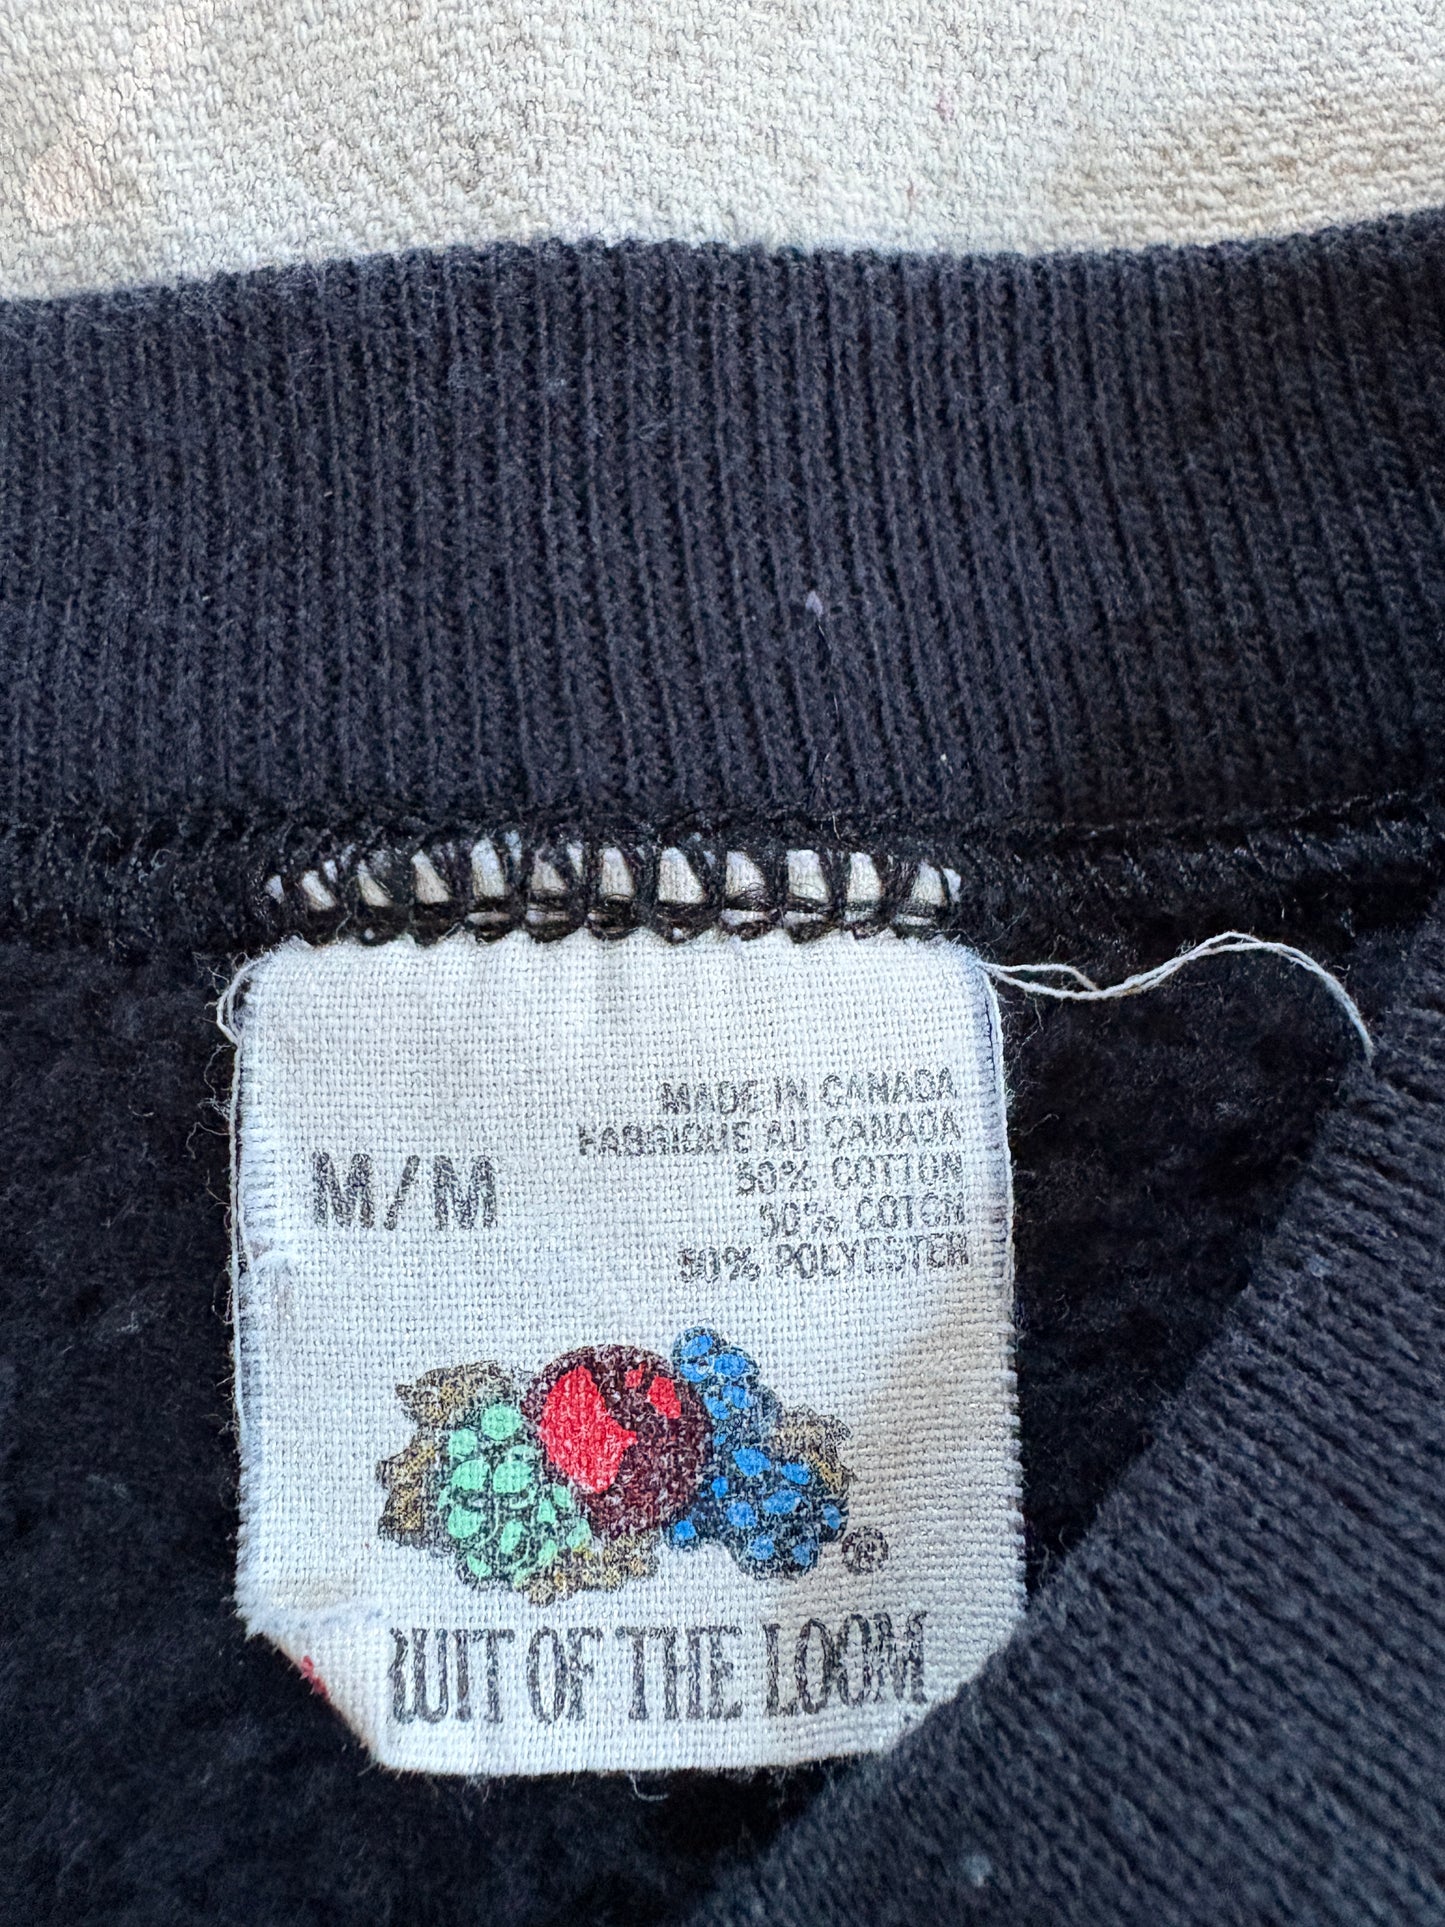 M/M
MADE IN CANADA
FABRIQUE AU CANADA
50% COTTON
50% COTON
50% POLYESTER
®
RUIT OF THE LOOM